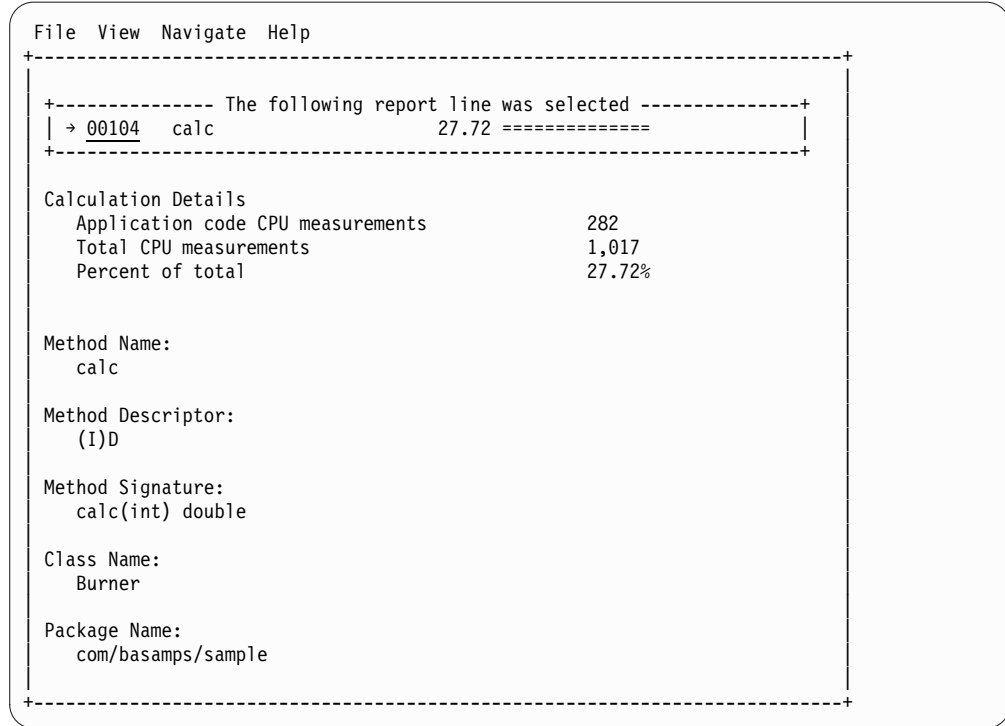 File View Navigate Help
+---------------------------------------------------------------------------+
+--------------- The following report line was selected ---------------+
| → 00104 calc 27.72 ============== |
+----------------------------------------------------------------------+
Calculation Details
Application code CPU measurements 282
Total CPU measurements 1,017
Percent of total 27.72%
Method Name:
calc
Method Descriptor:
(I)D
Method Signature:
calc(int) double
Class Name:
Burner
Package Name:
com/basamps/sample
+---------------------------------------------------------------------------+